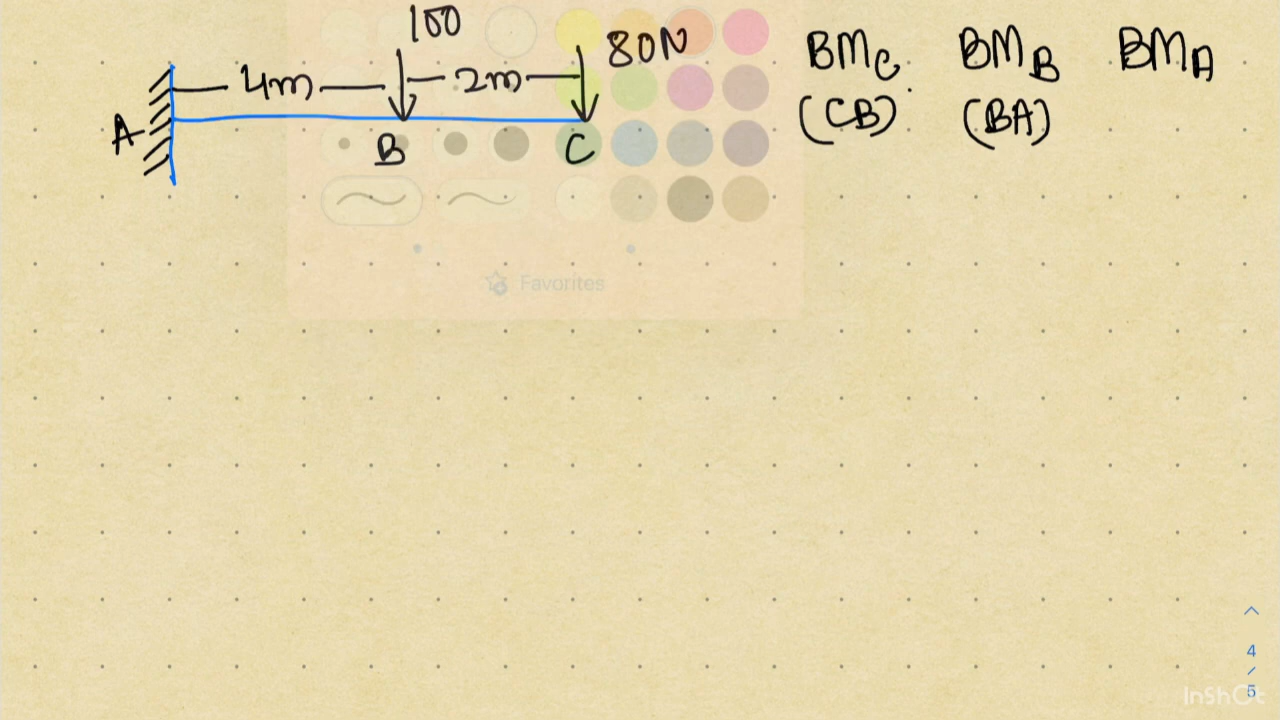 100
80N
4m
2m
A
B
C
BMC
BMB
BMA
(CB)
(BA)
Favorites
4
/
5
InShOt